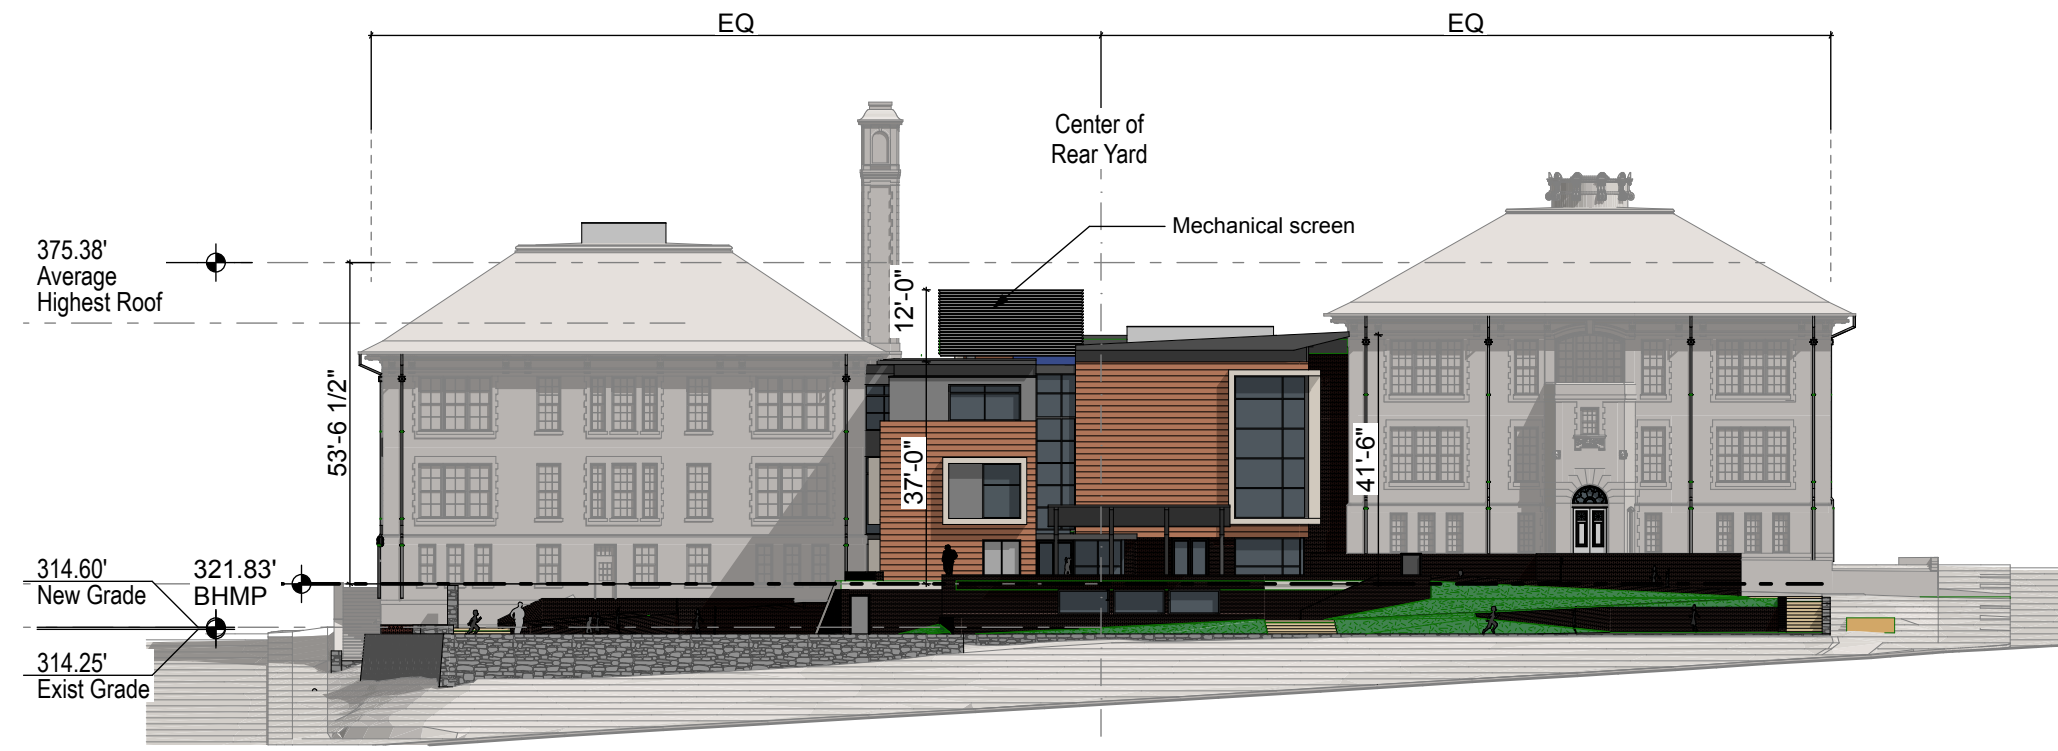 EQ
EQ
Center of
Rear Yard
Mechanical screen
375.38'
Average
Highest Roof
12'-0"
53'-6 1/2"
37'-0"
41'-6"
314.60'
New Grade
321.83'
BHMP
314.25'
Exist Grade